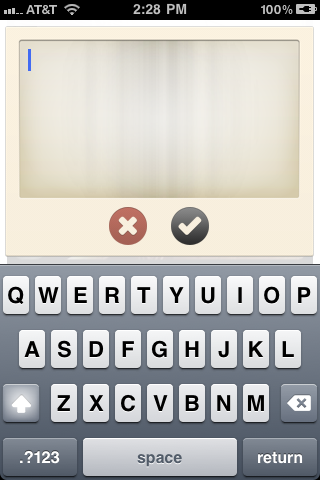 AT&T 2:28 PM 100%
Q W E R T Y U I O P
A S D F G H J K L
Z X C V B N M
.?123 space return